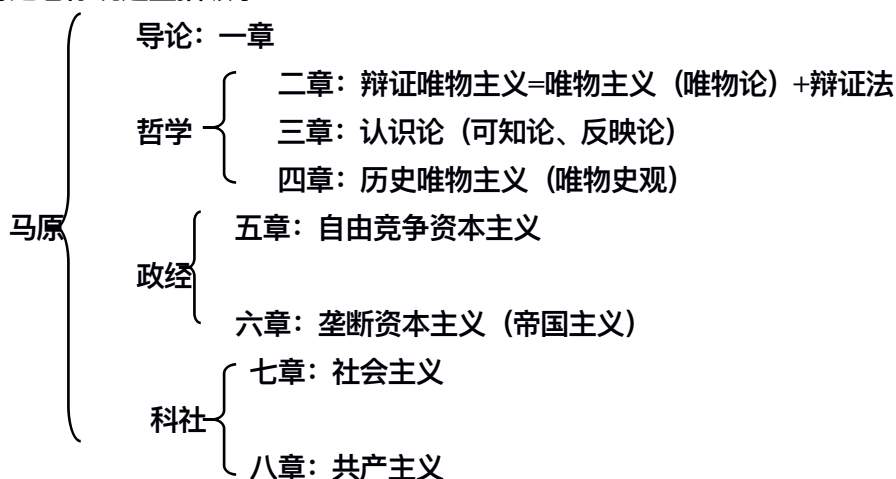 导论：一章
二章：辩证唯物主义=唯物主义（唯物论）+辩证法
哲学
三章：认识论（可知论、反映论）
四章：历史唯物主义（唯物史观）
马原
五章：自由竞争资本主义
政经
六章：垄断资本主义（帝国主义）
七章：社会主义
科社
八章：共产主义